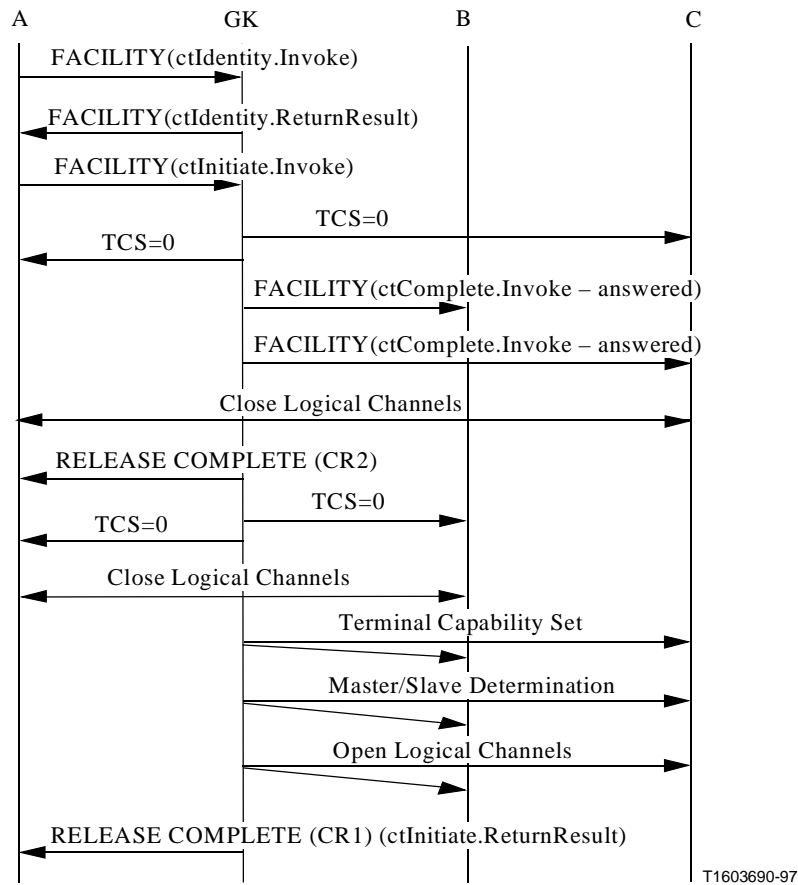 A GK B C
FACILITY(ctIdentity.Invoke)
FACILITY(ctIdentity.ReturnResult)
FACILITY(ctInitiate.Invoke)
TCS=0
TCS=0
FACILITY(ctComplete.Invoke – answered)
FACILITY(ctComplete.Invoke – answered)
Close Logical Channels
RELEASE COMPLETE (CR2)
TCS=0
TCS=0
Close Logical Channels
Terminal Capability Set
Master/Slave Determination
Open Logical Channels
RELEASE COMPLETE (CR1) (ctInitiate.ReturnResult)
T1603690-97